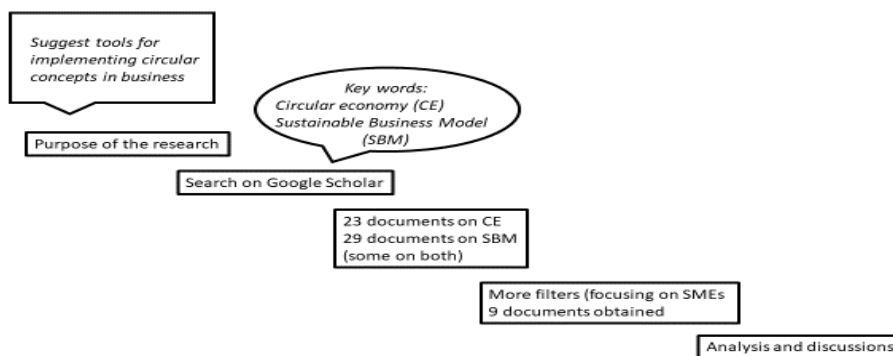 Suggest tools for
implementing circular
concepts in business
Key words:
Circular economy (CE)
Sustainable Business Model
(SBM)
Purpose of the research
Search on Google Scholar
23 documents on CE
29 documents on SBM
(some on both)
More filters (focusing on SMEs
9 documents obtained
Analysis and discussions